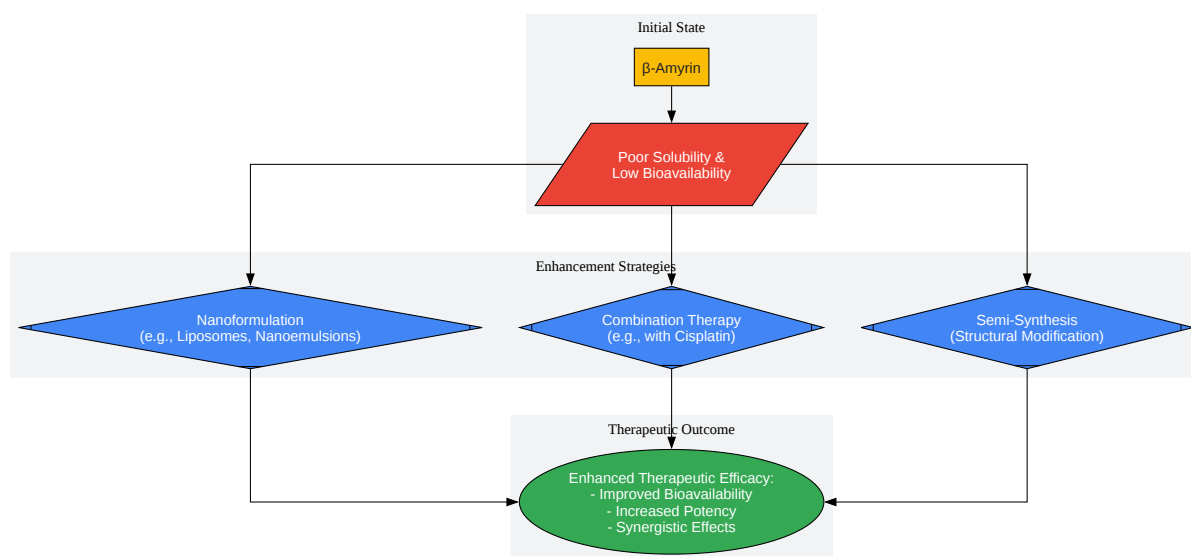 Initial State
β-Amyrin
Poor Solubility &
Low Bioavailability
Enhancement Strategies
Nanoformulation
(e.g., Liposomes, Nanoemulsions)
Combination Therapy
(e.g., with Cisplatin)
Semi-Synthesis
(Structural Modification)
Therapeutic Outcome
Enhanced Therapeutic Efficacy:
- Improved Bioavailability
- Increased Potency
- Synergistic Effects